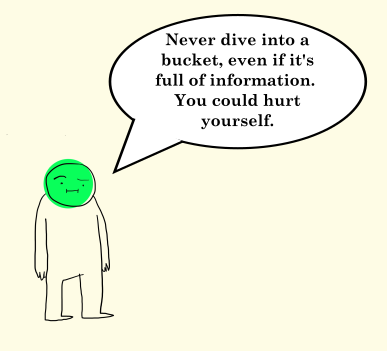 Never dive into a
bucket, even if it's
full of information.
You could hurt
yourself.